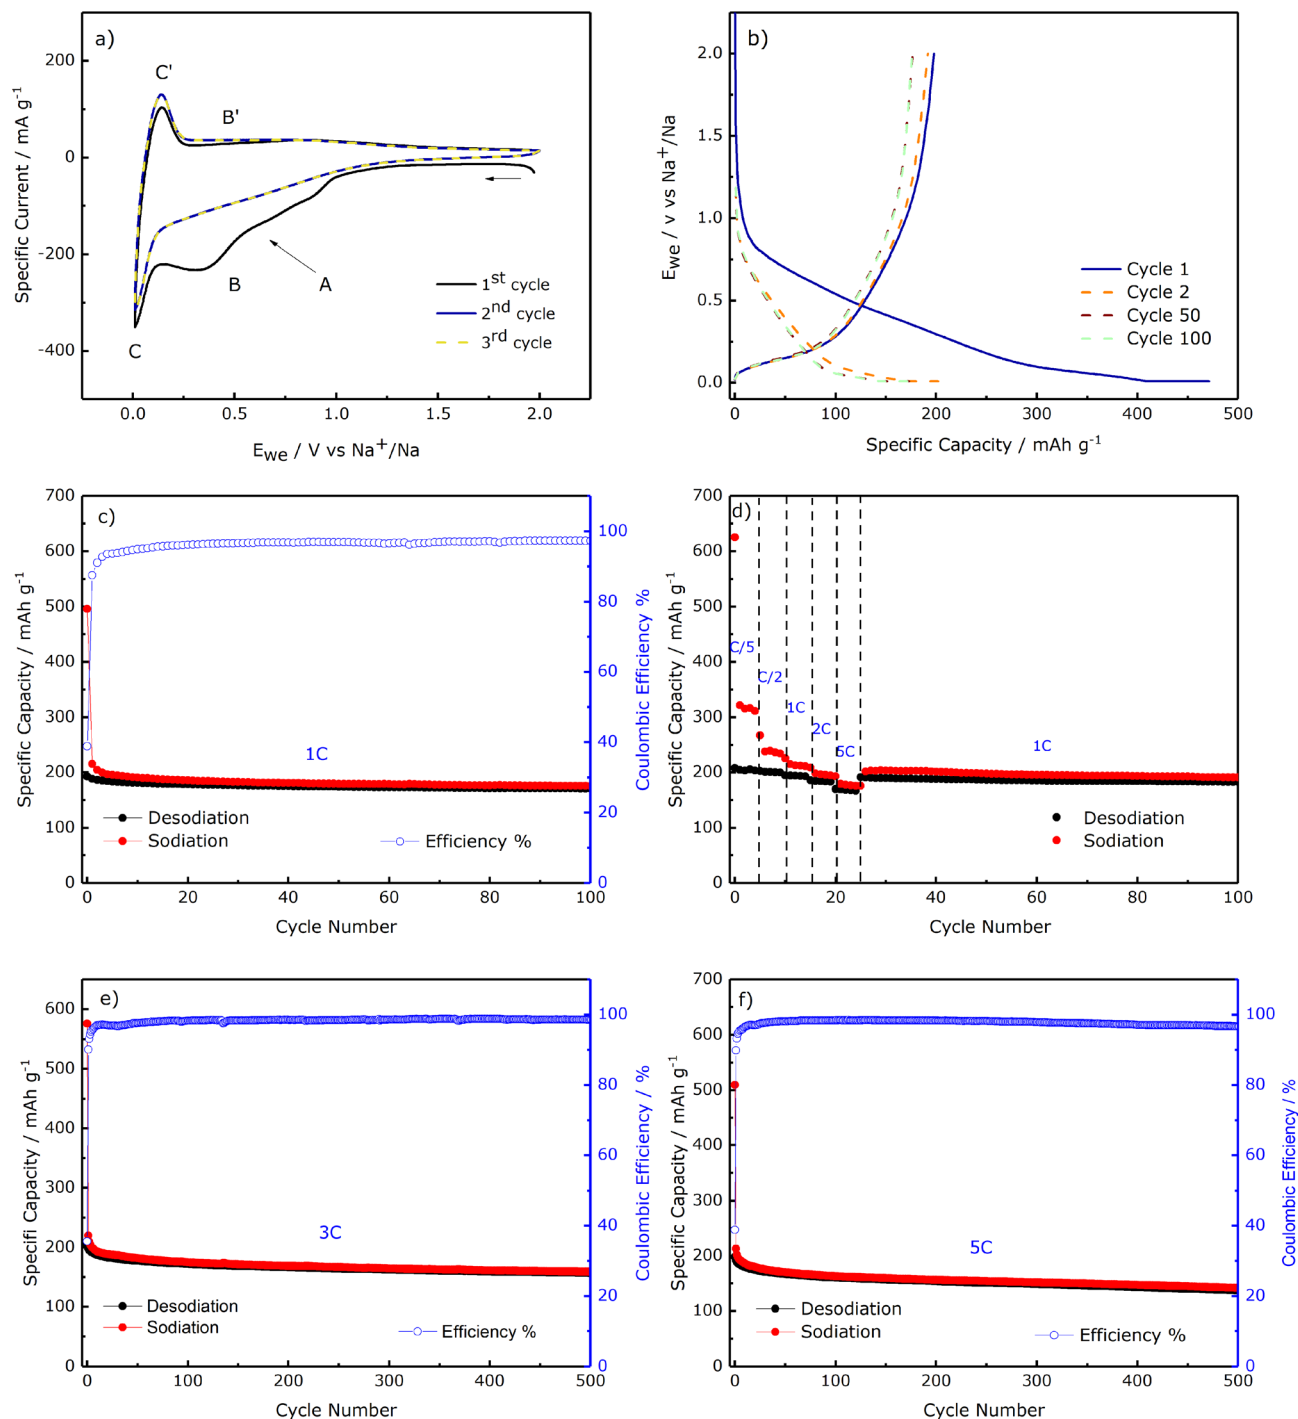 a)
C'
B'
A
B
C
1st cycle
2nd cycle
3rd cycle
200
100
0
-200
-400
Specific Current / mA g-1
0.0 0.5 1.0 1.5 2.0
Ewe / V vs Na+/Na
b)
2.0
1.5
1.0
0.5
0.0
Ewe / v vs Na+/Na
Cycle 1
Cycle 2
Cycle 50
Cycle 100
0 100 200 300 400 500
Specific Capacity / mAh g-1
c)
700
600
500
400
300
200
100
0
Specific Capacity / mAh g-1
1C
Desodiation
Sodiation
Efficiency %
100
80
60
40
20
0
Coulombic Efficiency %
0 20 40 60 80 100
Cycle Number
d)
700
600
500
400
300
200
100
0
Specific Capacity / mAh g-1
C/5
C/2
1C
2C
5C
1C
Desodiation
Sodiation
0 20 40 60 80 100
Cycle Number
e)
600
500
400
300
200
100
0
Specifi Capacity / mAh g-1
3C
Desodiation
Sodiation
Efficiency %
100
80
60
40
20
0
Coulombic Efficiency / %
0 100 200 300 400 500
Cycle Number
f)
700
600
500
400
300
200
100
0
Specific Capacity / mAh g-1
5C
Desodiation
Sodiation
Efficiency %
100
80
60
40
20
0
Coulombic Efficiency / %
0 100 200 300 400 500
Cycle Number